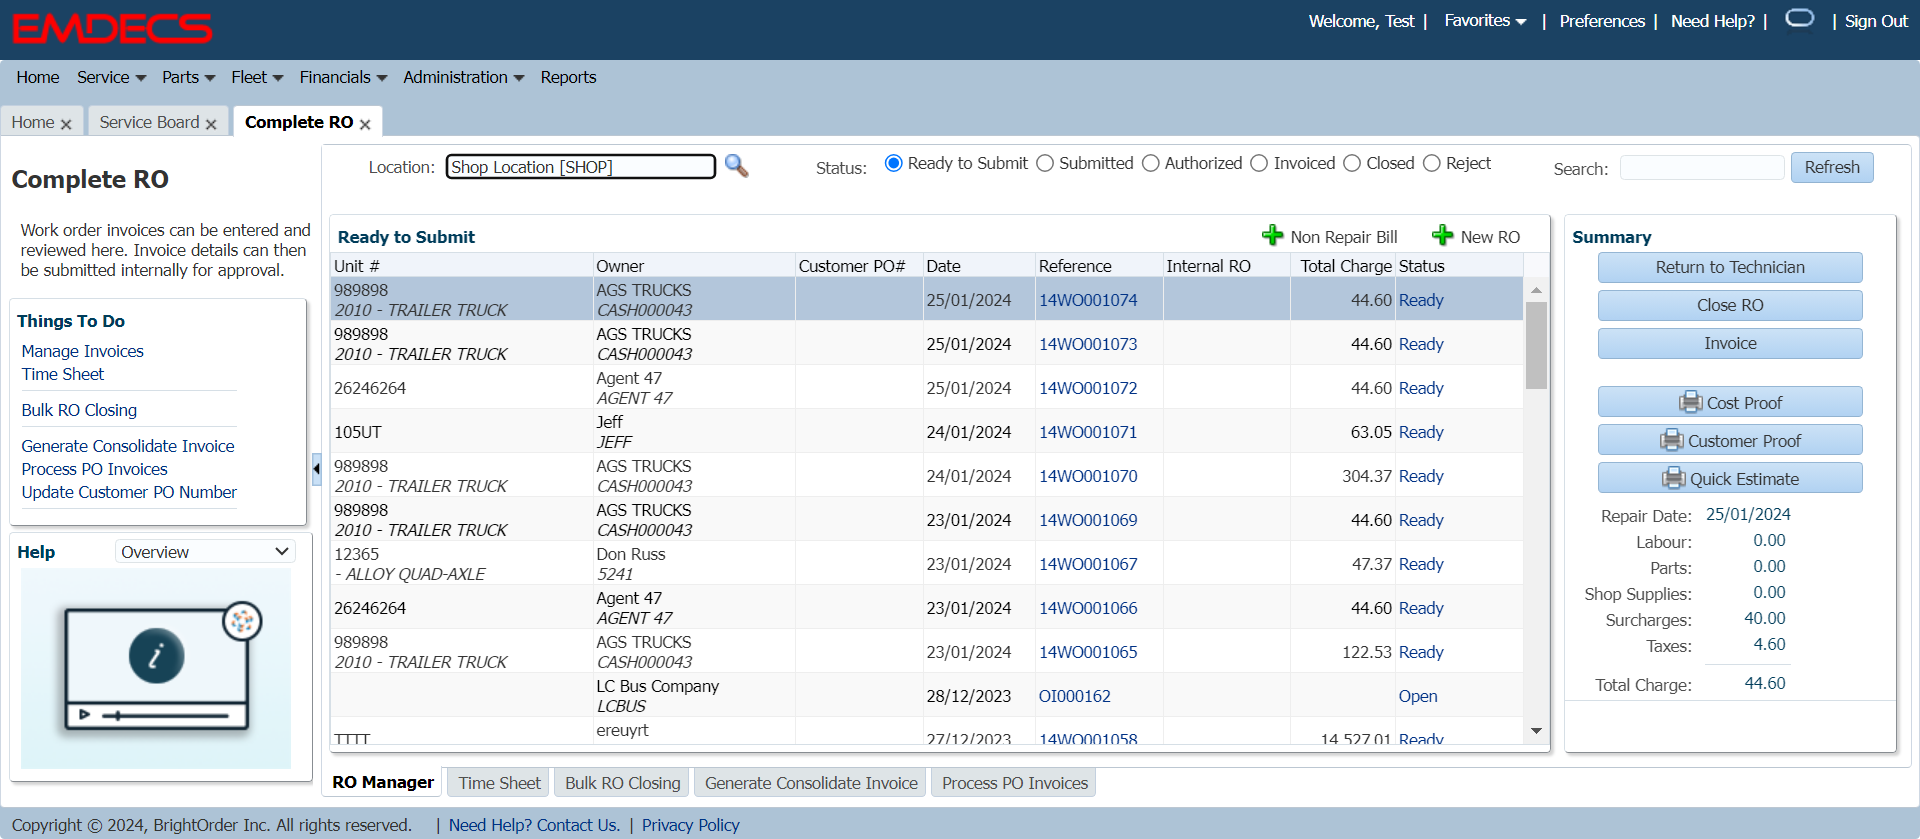 EMDECS
Welcome, Test | Favorites | Preferences | Need Help? | | Sign Out
Home Service Parts Fleet Financials Administration Reports
Home Service Board Complete RO
Complete RO
Work order invoices can be entered and
reviewed here. Invoice details can then
be submitted internally for approval.
Things To Do
Manage Invoices
Time Sheet
Bulk RO Closing
Generate Consolidate Invoice
Process PO Invoices
Update Customer PO Number
Help Overview
i
Location: Shop Location [SHOP] Status: Ready to Submit Submitted Authorized Invoiced Closed Reject Search: Refresh
Ready to Submit Non Repair Bill New RO
Unit # Owner Customer PO# Date Reference Internal RO Total Charge Status
989898 AGS TRUCKS 25/01/2024 14WO001074 44.60 Ready
2010 - TRAILER TRUCK CASH000043
989898 AGS TRUCKS 25/01/2024 14WO001073 44.60 Ready
2010 - TRAILER TRUCK CASH000043
26246264 Agent 47 25/01/2024 14WO001072 44.60 Ready
AGENT 47
105UT Jeff 24/01/2024 14WO001071 63.05 Ready
JEFF
989898 AGS TRUCKS 24/01/2024 14WO001070 304.37 Ready
2010 - TRAILER TRUCK CASH000043
989898 AGS TRUCKS 23/01/2024 14WO001069 44.60 Ready
2010 - TRAILER TRUCK CASH000043
12365 Don Russ 23/01/2024 14WO001067 47.37 Ready
- ALLOY QUAD-AXLE 5241
26246264 Agent 47 23/01/2024 14WO001066 44.60 Ready
AGENT 47
989898 AGS TRUCKS 23/01/2024 14WO001065 122.53 Ready
2010 - TRAILER TRUCK CASH000043
LC Bus Company 28/12/2023 OI000162 Open
LCBUS
ereuyrt
TTTT 27/12/2023 14WO001058 14,527.01 Ready
Summary
Return to Technician
Close RO
Invoice
Cost Proof
Customer Proof
Quick Estimate
Repair Date: 25/01/2024
Labour: 0.00
Parts: 0.00
Shop Supplies: 0.00
Surcharges: 40.00
Taxes: 4.60
Total Charge: 44.60
RO Manager Time Sheet Bulk RO Closing Generate Consolidate Invoice Process PO Invoices
Copyright © 2024, BrightOrder Inc. All rights reserved. | Need Help? Contact Us. | Privacy Policy